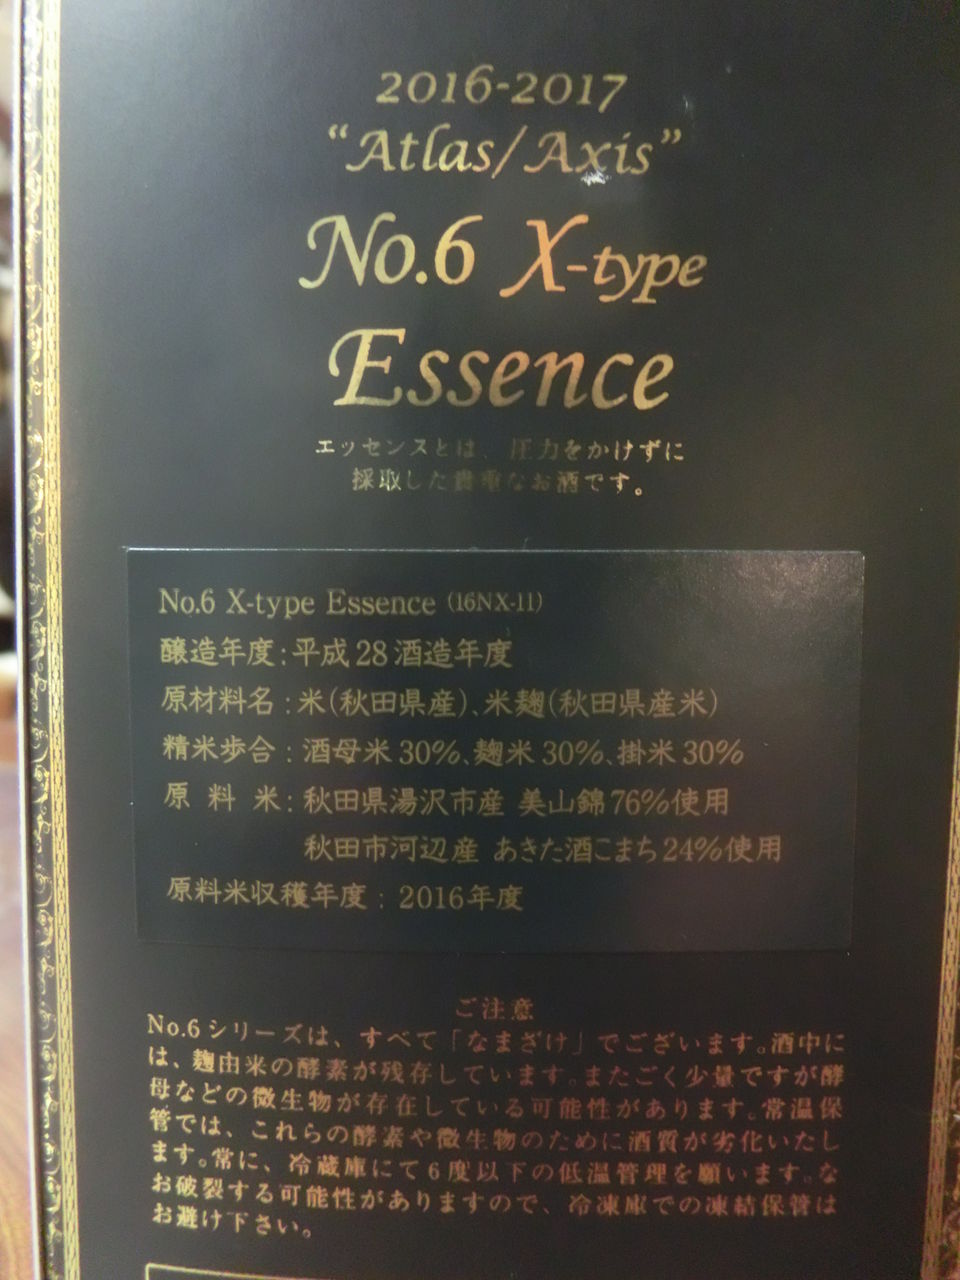 2016-2017
“Atlas/Axis”
No.6 X-type
Essence
エッセンスとは、圧力をかけずに
採取した貴重なお酒です。
No.6 X-type Essence (16NX-11)
醸造年度:平成28酒造年度
原材料名:米(秋田県産)、米麹(秋田県産米)
精米歩合:酒母米30%、麹米30%、掛米30%
原料米:秋田県湯沢市産 美山錦76%使用
秋田市河辺産 あきた酒こまち24%使用
原料米収穫年度:2016年度
ご注意
No.6シリーズは、すべて「なまざけ」でございます。酒中に
は、麹由来の酵素が残存しています。またごく少量ですが酵
母などの微生物が存在している可能性があります。常温保
管では、これらの酵素や微生物のために酒質が劣化いたし
ます。常に、冷蔵庫にて6度以下の低温管理を願います。な
お破裂する可能性がありますので、冷凍庫での凍結保管は
お避け下さい。